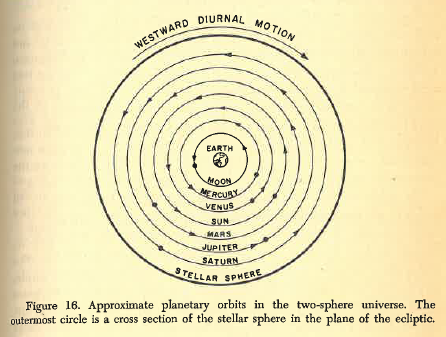 WESTWARD DIURNAL MOTION
EARTH
MOON
MERCURY
VENUS
SUN
MARS
JUPITER
SATURN
STELLAR SPHERE
Figure 16. Approximate planetary orbits in the two-sphere universe. The
outermost circle is a cross section of the stellar sphere in the plane of the ecliptic.